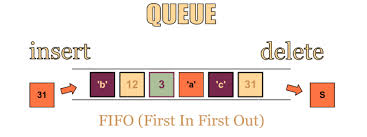 QUEUE
insert delete
31 'b' 12 3 'a' 'c' 31 S
FIFO (First In First Out)